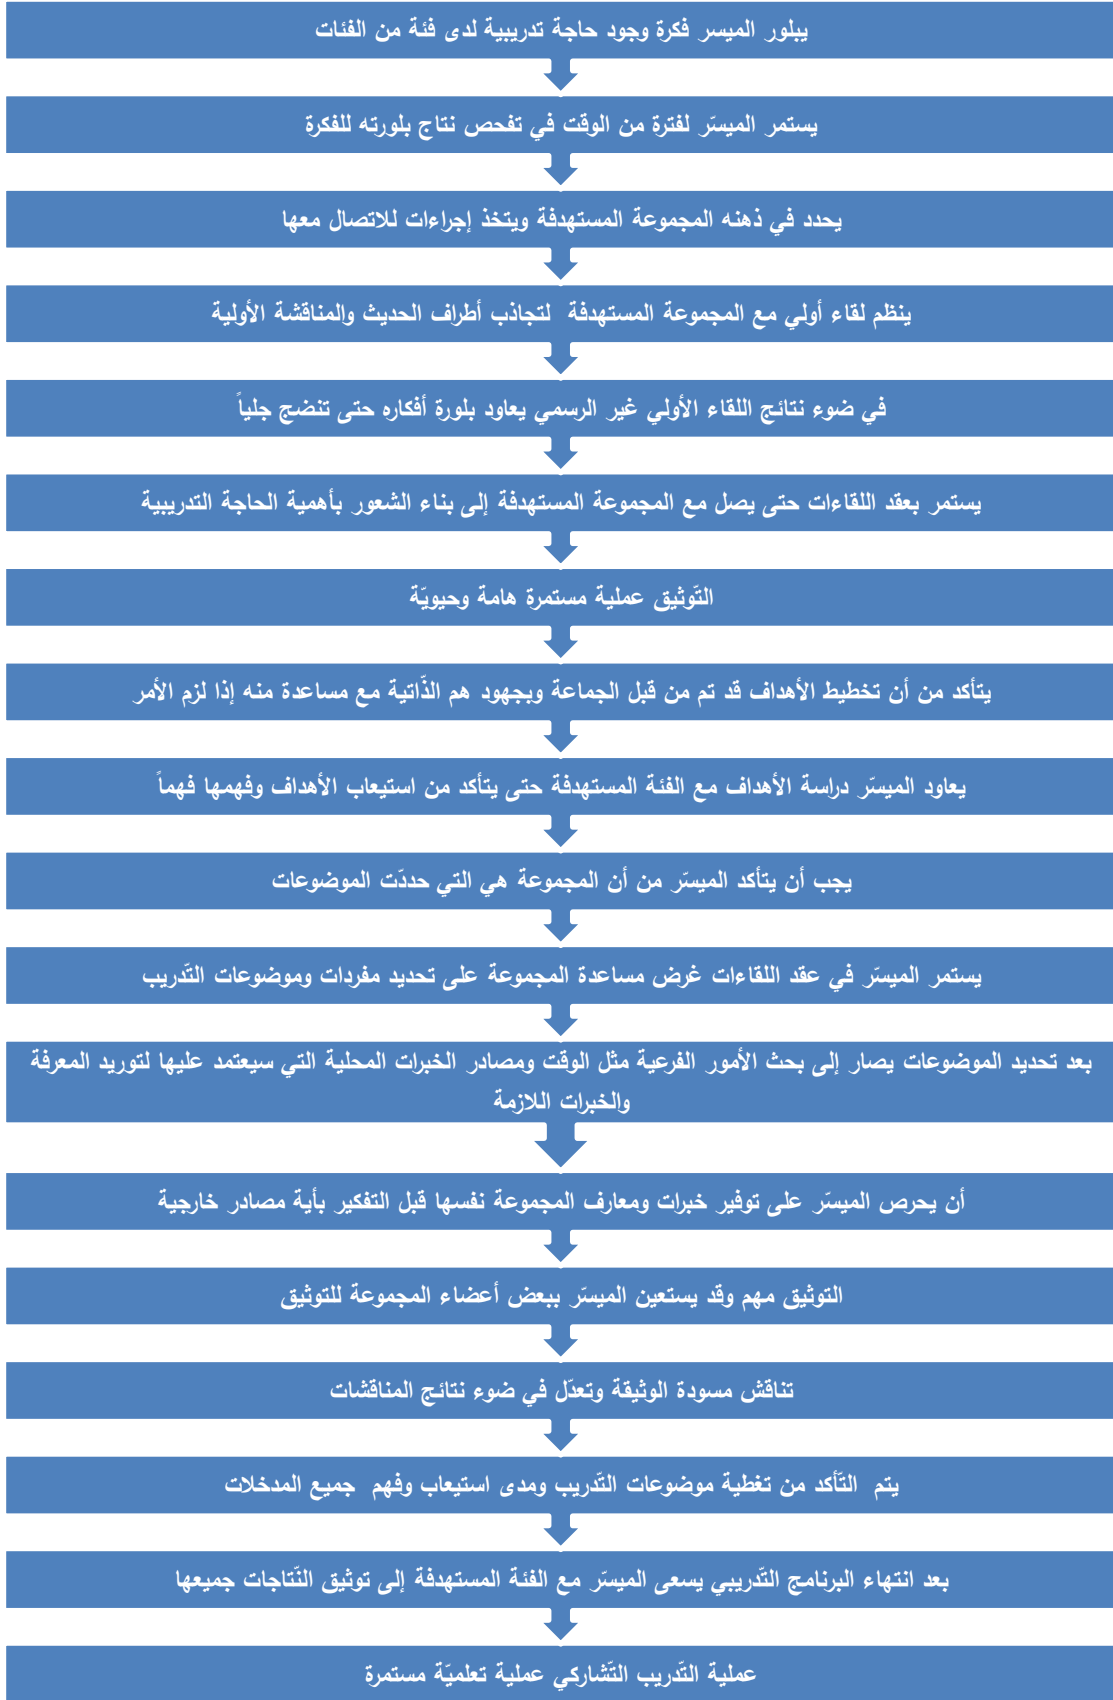 يبلور الميسر فكرة وجود حاجة تدريبية لدى فئة من الفئات
يستمر الميسّر لفترة من الوقت في تفحص نتاج بلورته للفكرة
يحدد في ذهنه المجموعة المستهدفة ويتخذ إجراءات للاتصال معها
ينظم لقاء أولي مع المجموعة المستهدفة لتجاذب أطراف الحديث والمناقشة الأولية
في ضوء نتائج اللقاء الأولي غير الرسمي يعاود بلورة أفكاره حتى تنضج جلياً
يستمر بعقد اللقاءات حتى يصل مع المجموعة المستهدفة إلى بناء الشعور بأهمية الحاجة التدريبية
التّوثيق عملية مستمرة هامة وحيويّة
يتأكد من أن تخطيط الأهداف قد تم من قبل الجماعة وبجهود هم الذّاتية مع مساعدة منه إذا لزم الأمر
يعاود الميسّر دراسة الأهداف مع الفئة المستهدفة حتى يتأكد من استيعاب الأهداف وفهمها فهماً
يجب أن يتأكد الميسّر من أن المجموعة هي التي حددّت الموضوعات
يستمر الميسّر في عقد اللقاءات غرض مساعدة المجموعة على تحديد مفردات وموضوعات التّدريب
بعد تحديد الموضوعات يصار إلى بحث الأمور الفرعية مثل الوقت ومصادر الخبرات المحلية التي سيعتمد عليها لتوريد المعرفة
والخبرات اللازمة
أن يحرص الميسّر على توفير خبرات ومعارف المجموعة نفسها قبل التفكير بأية مصادر خارجية
التوثيق مهم وقد يستعين الميسّر ببعض أعضاء المجموعة للتوثيق
تناقش مسودة الوثيقة وتعدّل في ضوء نتائج المناقشات
يتم التّأكد من تغطية موضوعات التّدريب ومدى استيعاب وفهم جميع المدخلات
بعد انتهاء البرنامج التّدريبي يسعى الميسّر مع الفئة المستهدفة إلى توثيق النّتاجات جميعها
عملية التّدريب التّشاركي عملية تعلميّة مستمرة